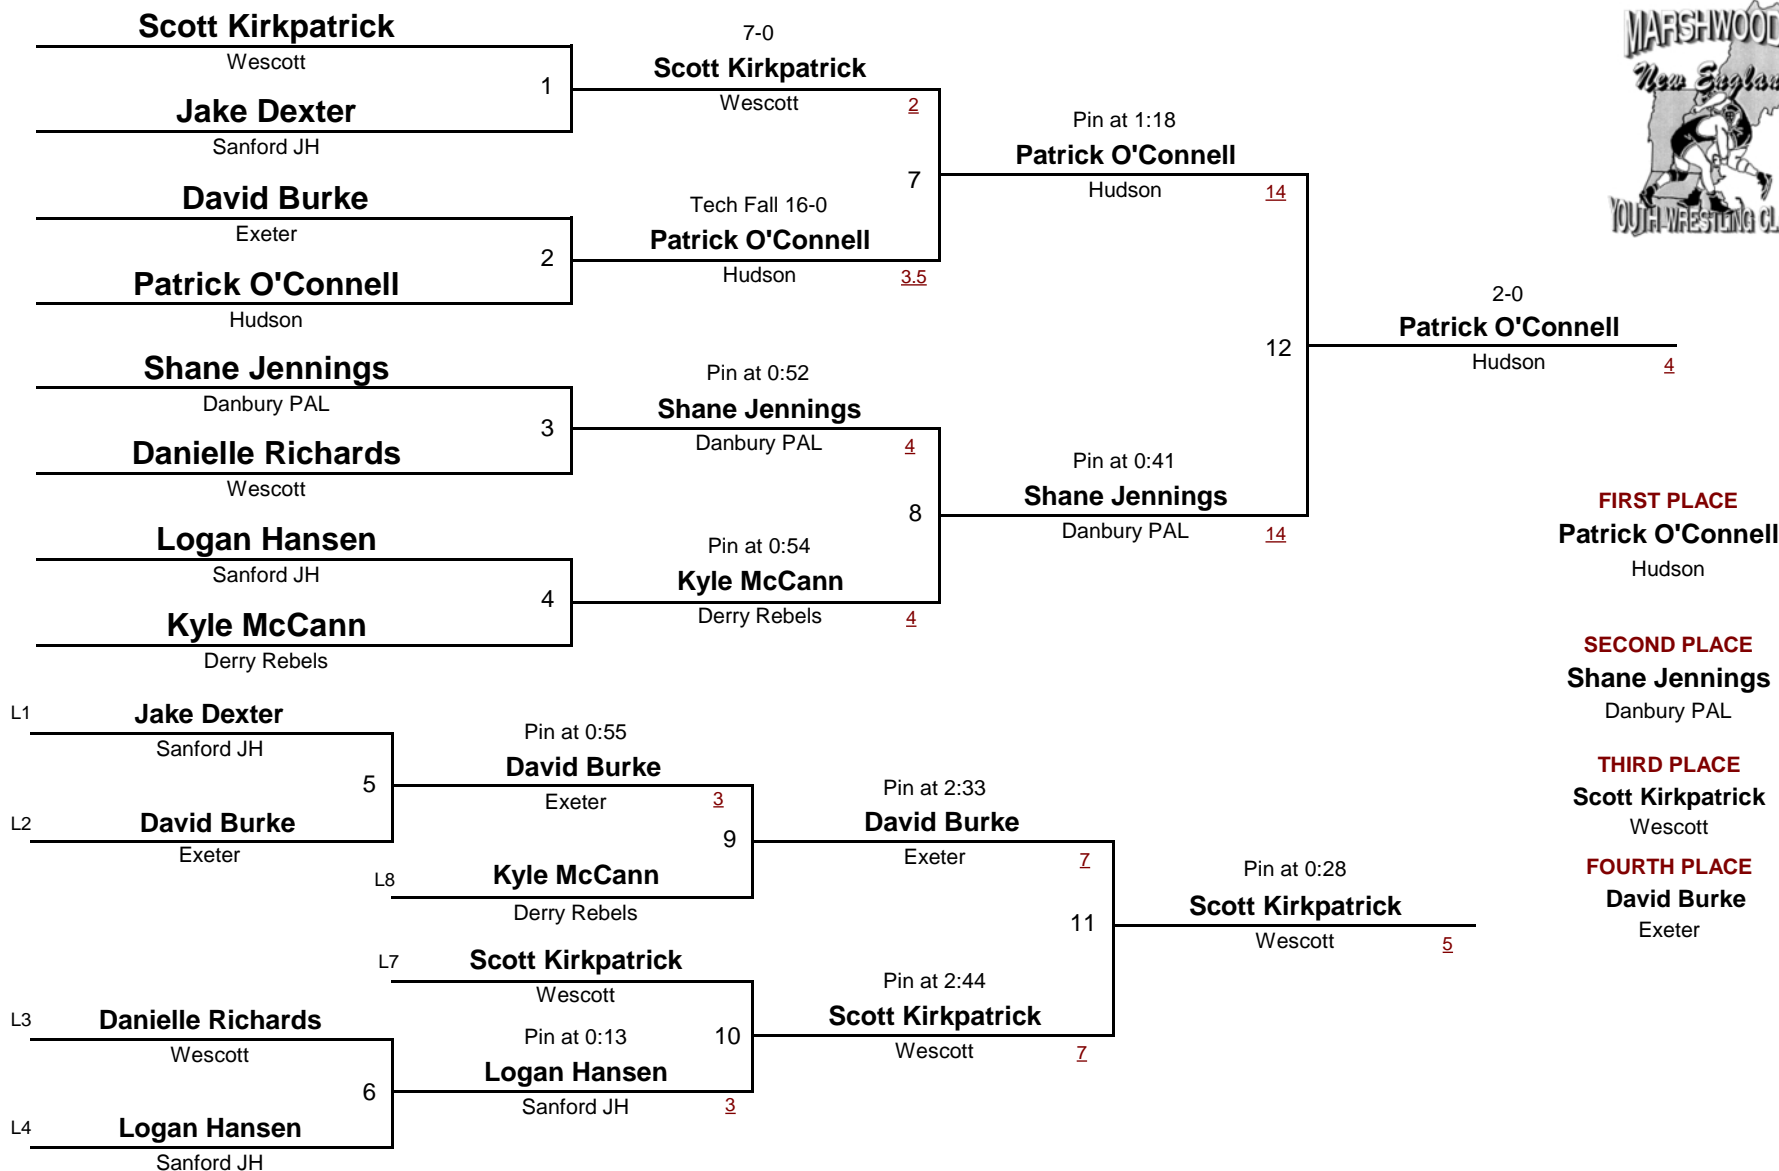 Scott Kirkpatrick
Wescott
1
Jake Dexter
Sanford JH
David Burke
Exeter
2
Patrick O'Connell
Hudson
Shane Jennings
Danbury PAL
3
Danielle Richards
Wescott
Logan Hansen
Sanford JH
4
Kyle McCann
Derry Rebels
7-0
Scott Kirkpatrick
Wescott
2
7
Tech Fall 16-0
Patrick O'Connell
Hudson
3.5
Pin at 0:52
Shane Jennings
Danbury PAL
4
8
Pin at 0:54
Kyle McCann
Derry Rebels
4
Pin at 1:18
Patrick O'Connell
Hudson
14
12
Pin at 0:41
Shane Jennings
Danbury PAL
14
2-0
Patrick O'Connell
Hudson
4
MARSHWOOD
New England
YOUTH WRESTLING CL
FIRST PLACE
Patrick O'Connell
Hudson
SECOND PLACE
Shane Jennings
Danbury PAL
THIRD PLACE
Scott Kirkpatrick
Wescott
FOURTH PLACE
David Burke
Exeter
L1
Jake Dexter
Sanford JH
5
L2
David Burke
Exeter
Pin at 0:55
David Burke
Exeter
3
9
L8
Kyle McCann
Derry Rebels
L7
Scott Kirkpatrick
Wescott
10
L3
Danielle Richards
Wescott
6
L4
Logan Hansen
Sanford JH
Pin at 0:13
Logan Hansen
Sanford JH
3
Pin at 2:33
David Burke
Exeter
7
11
Pin at 2:44
Scott Kirkpatrick
Wescott
7
Pin at 0:28
Scott Kirkpatrick
Wescott
5